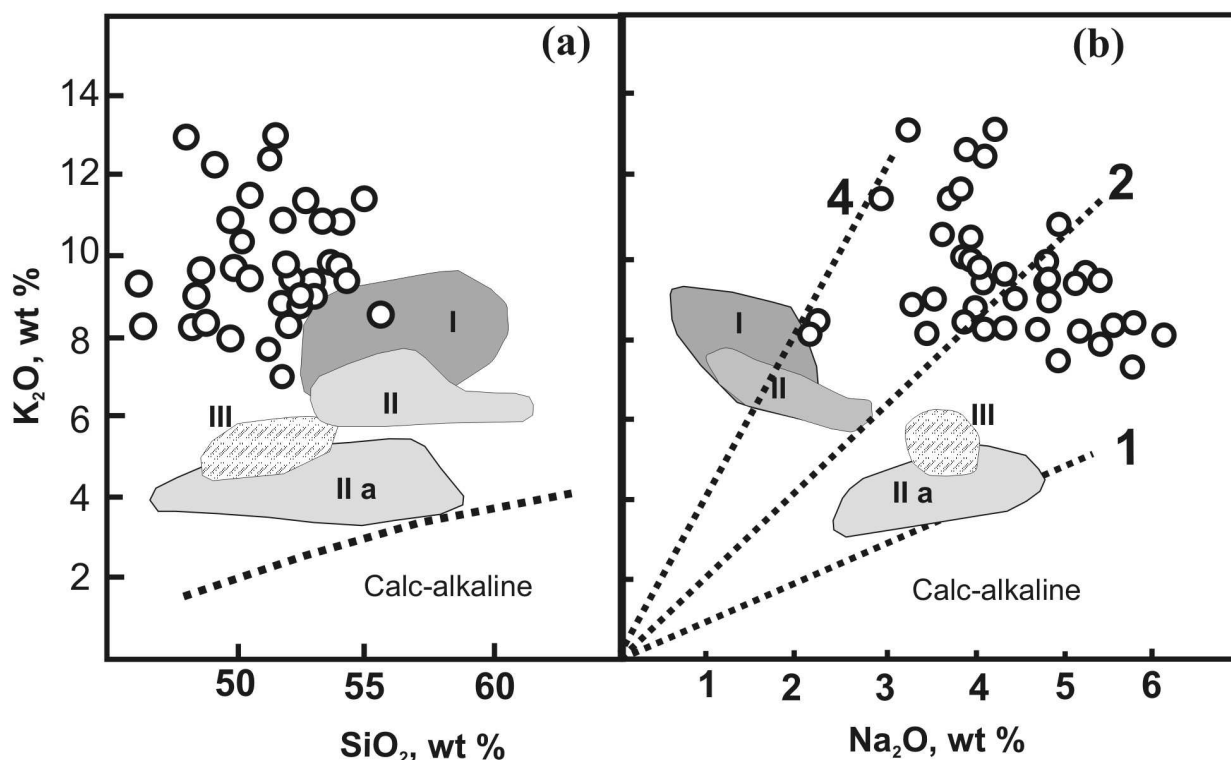 (a)
(b)
14
12
10
8
6
4
2
K₂O, wt %
I
II
III
II a
Calc-alkaline
50
55
60
SiO₂, wt %
4
2
1
I
II
III
II a
Calc-alkaline
1
2
3
4
5
6
Na₂O, wt %